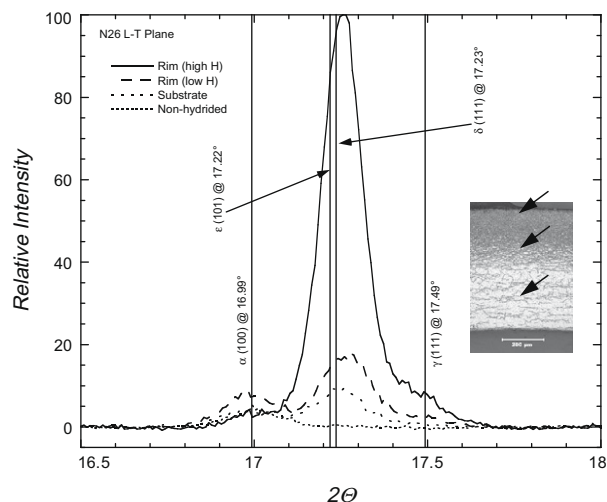 N26 L-T Plane
Rim (high H)
Rim (low H)
Substrate
Non-hydrided
ε (101) @ 17.22°
δ (111) @ 17.23°
α (100) @ 16.99°
γ (111) @ 17.49°
Relative Intensity
100
80
60
40
20
0
16.5
17
17.5
18
2Θ